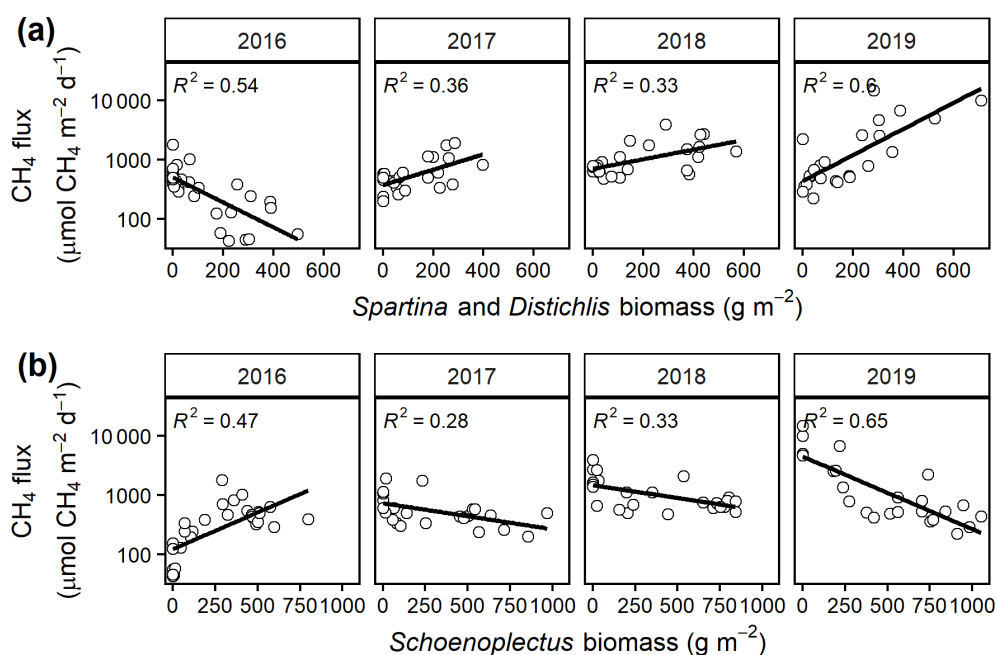 (a)
2016 2017 2018 2019
R² = 0.54 R² = 0.36 R² = 0.33 R² = 0.6
CH₄ flux
(µmol CH₄ m⁻² d⁻¹)
10 000
1000
100
0 200 400 600 0 200 400 600 0 200 400 600 0 200 400 600
Spartina and Distichlis biomass (g m⁻²)
(b)
2016 2017 2018 2019
R² = 0.47 R² = 0.28 R² = 0.33 R² = 0.65
CH₄ flux
(µmol CH₄ m⁻² d⁻¹)
10 000
1000
100
0 250 500 750 1000 0 250 500 750 1000 0 250 500 750 1000 0 250 500 750 1000
Schoenoplectus biomass (g m⁻²)